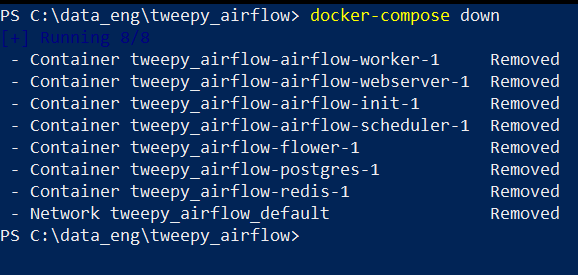 PS C:\data_eng\tweepy_airflow> docker-compose down
[+] Running 8/8
 - Container tweepy_airflow-airflow-worker-1     Removed
 - Container tweepy_airflow-airflow-webserver-1  Removed
 - Container tweepy_airflow-airflow-init-1       Removed
 - Container tweepy_airflow-airflow-scheduler-1  Removed
 - Container tweepy_airflow-flower-1             Removed
 - Container tweepy_airflow-postgres-1           Removed
 - Container tweepy_airflow-redis-1              Removed
 - Network tweepy_airflow_default                Removed
PS C:\data_eng\tweepy_airflow>